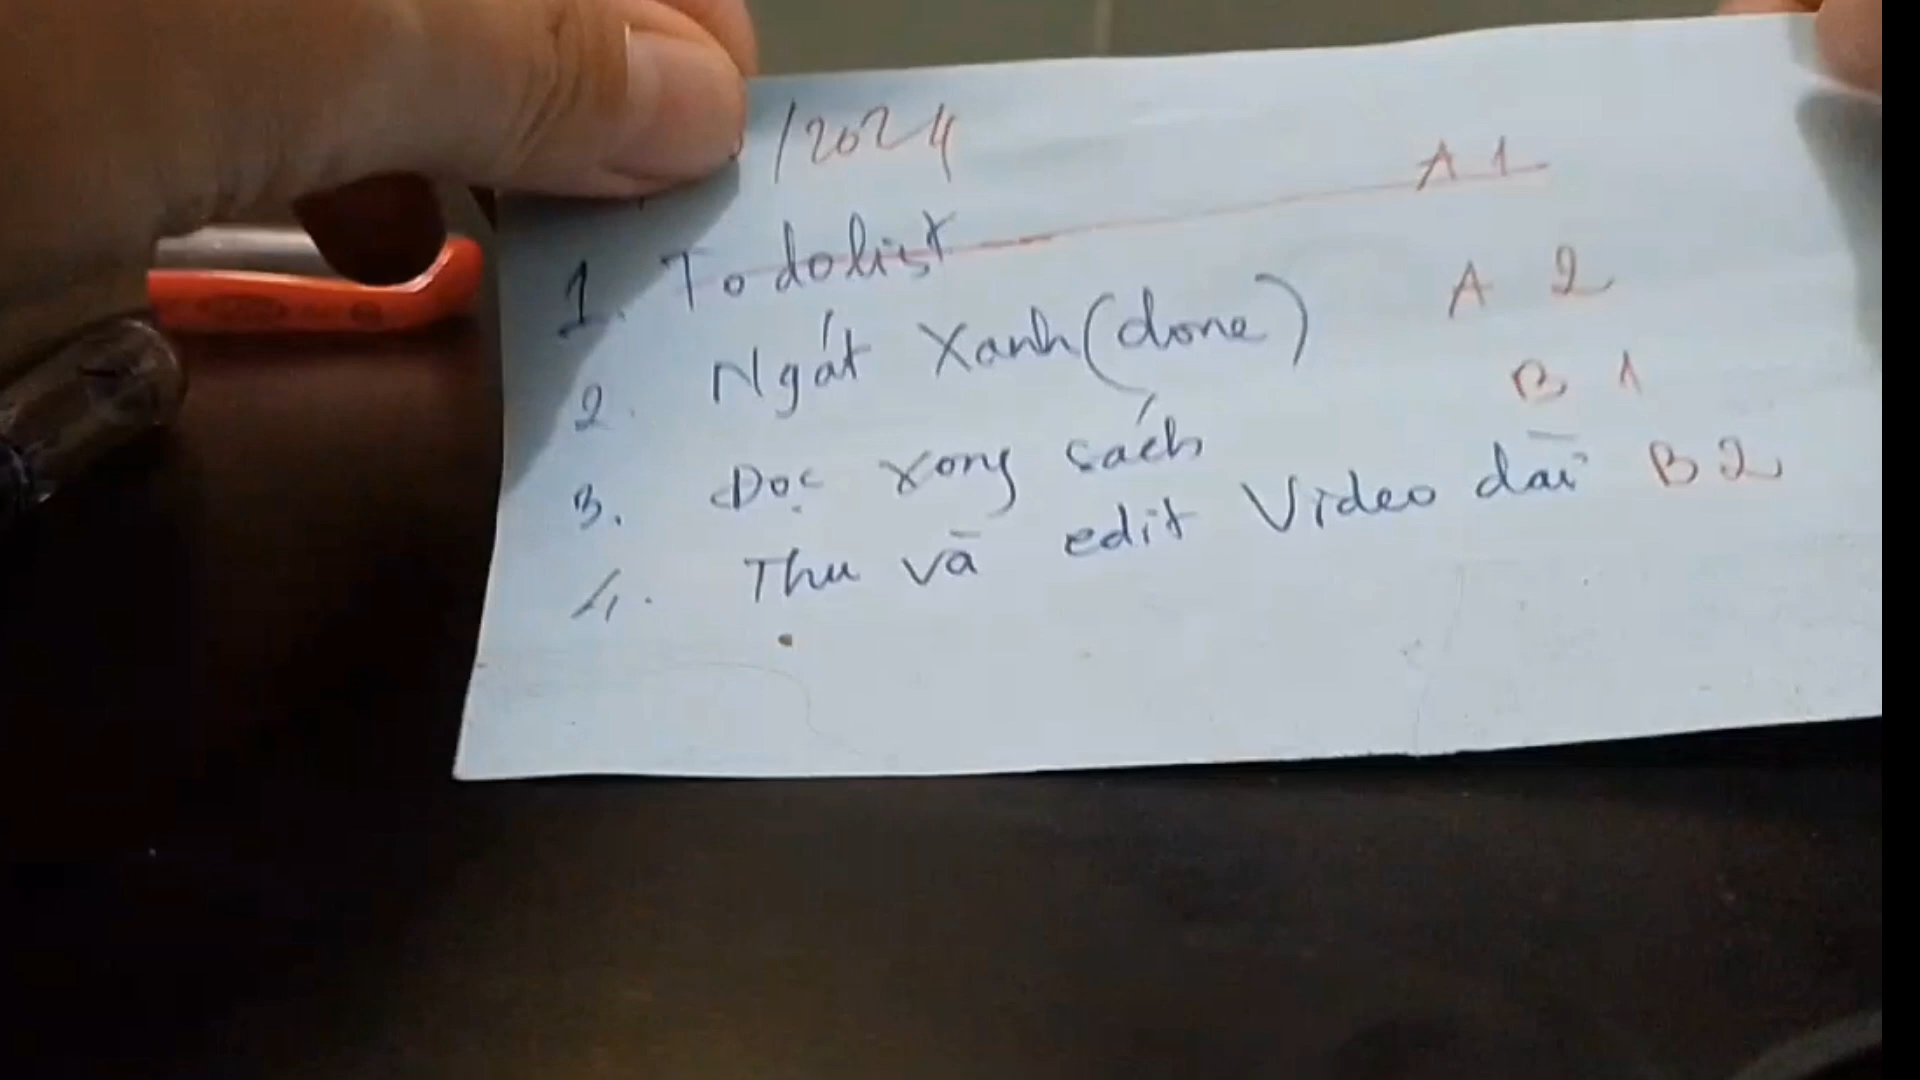 /2024
1. Todolist A1
2. Ngát Xanh (done) A 2
3. Đọc xong sách B 1
4. Thu và edit Video dài B2